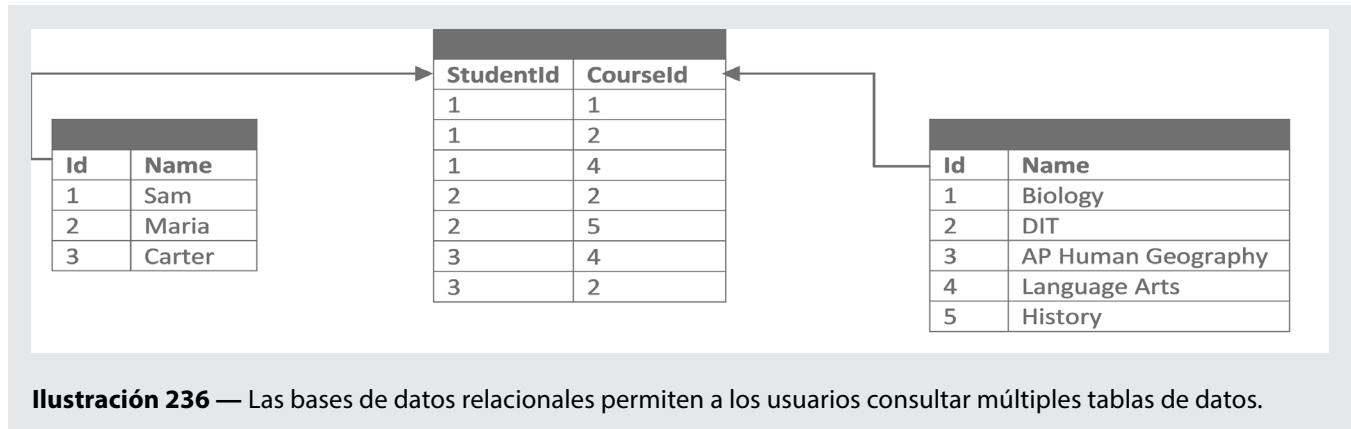 StudentId CourseId
1 1
1 2
1 4
2 2
2 5
3 4
3 2
Id Name
1 Sam
2 Maria
3 Carter
Id Name
1 Biology
2 DIT
3 AP Human Geography
4 Language Arts
5 History
Ilustración 236 — Las bases de datos relacionales permiten a los usuarios consultar múltiples tablas de datos.